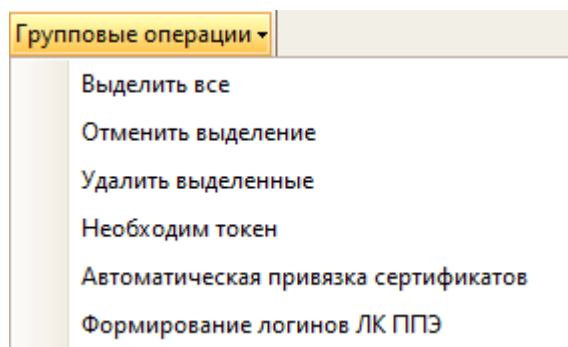 Групповые операции
Выделить все
Отменить выделение
Удалить выделенные
Необходим токен
Автоматическая привязка сертификатов
Формирование логинов ЛК ППЭ